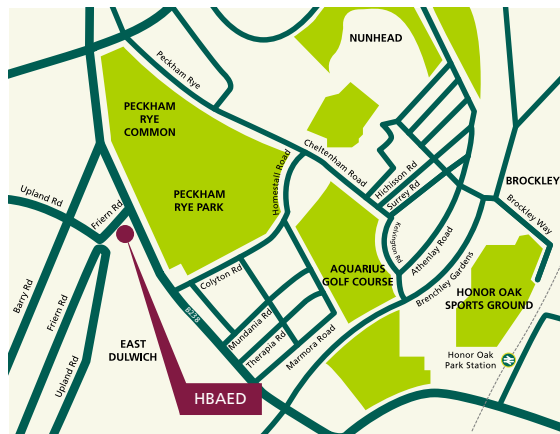 NUNHEAD
Peckham Rye
PECKHAM
RYE
COMMON
Cheltenham Road
Homestall Road
Hichisson Rd
Surrey Rd
BROCKLEY
PECKHAM
RYE PARK
Upland Rd
Friern Rd
Brockley Way
Kelvington Rd
Athenlay Road
Colyton Rd
AQUARIUS
GOLF COURSE
Brenchley Gardens
HONOR OAK
SPORTS GROUND
Barry Rd
Friern Rd
B238
Mundania Rd
Therapia Rd
Marmora Road
EAST
DULWICH
Upland Rd
Honor Oak
Park Station
HBAED